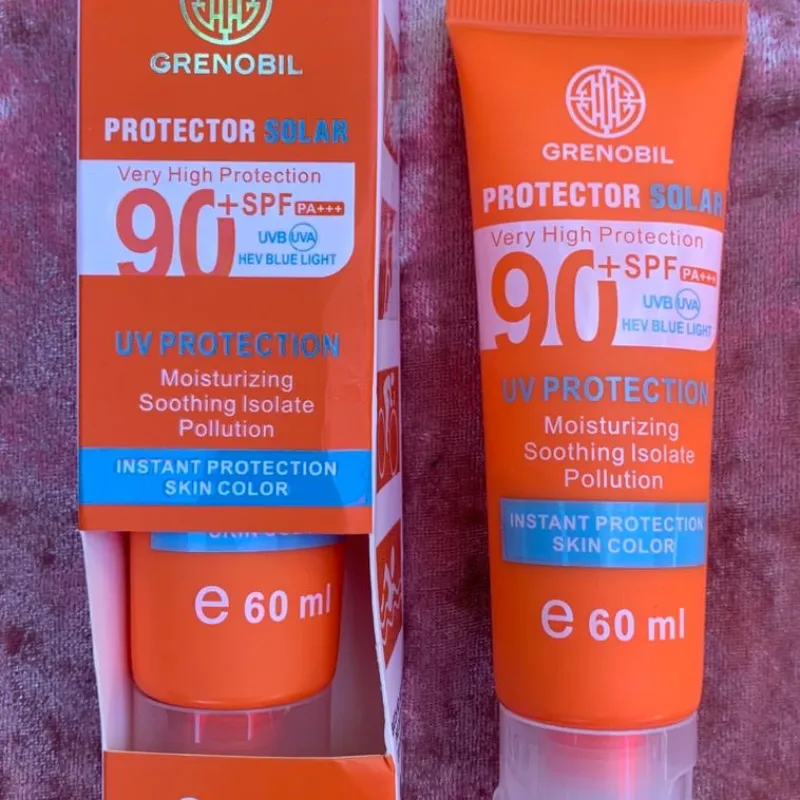 GRENOBIL
PROTECTOR SOLAR
Very High Protection
90+SPF PA+++
UVB UVA
HEV BLUE LIGHT
UV PROTECTION
Moisturizing
Soothing Isolate
Pollution
INSTANT PROTECTION
SKIN COLOR
e 60 ml
GRENOBIL
PROTECTOR SOLAR
Very High Protection
90+SPF PA+++
UVB UVA
HEV BLUE LIGHT
UV PROTECTION
Moisturizing
Soothing Isolate
Pollution
INSTANT PROTECTION
SKIN COLOR
e 60 ml